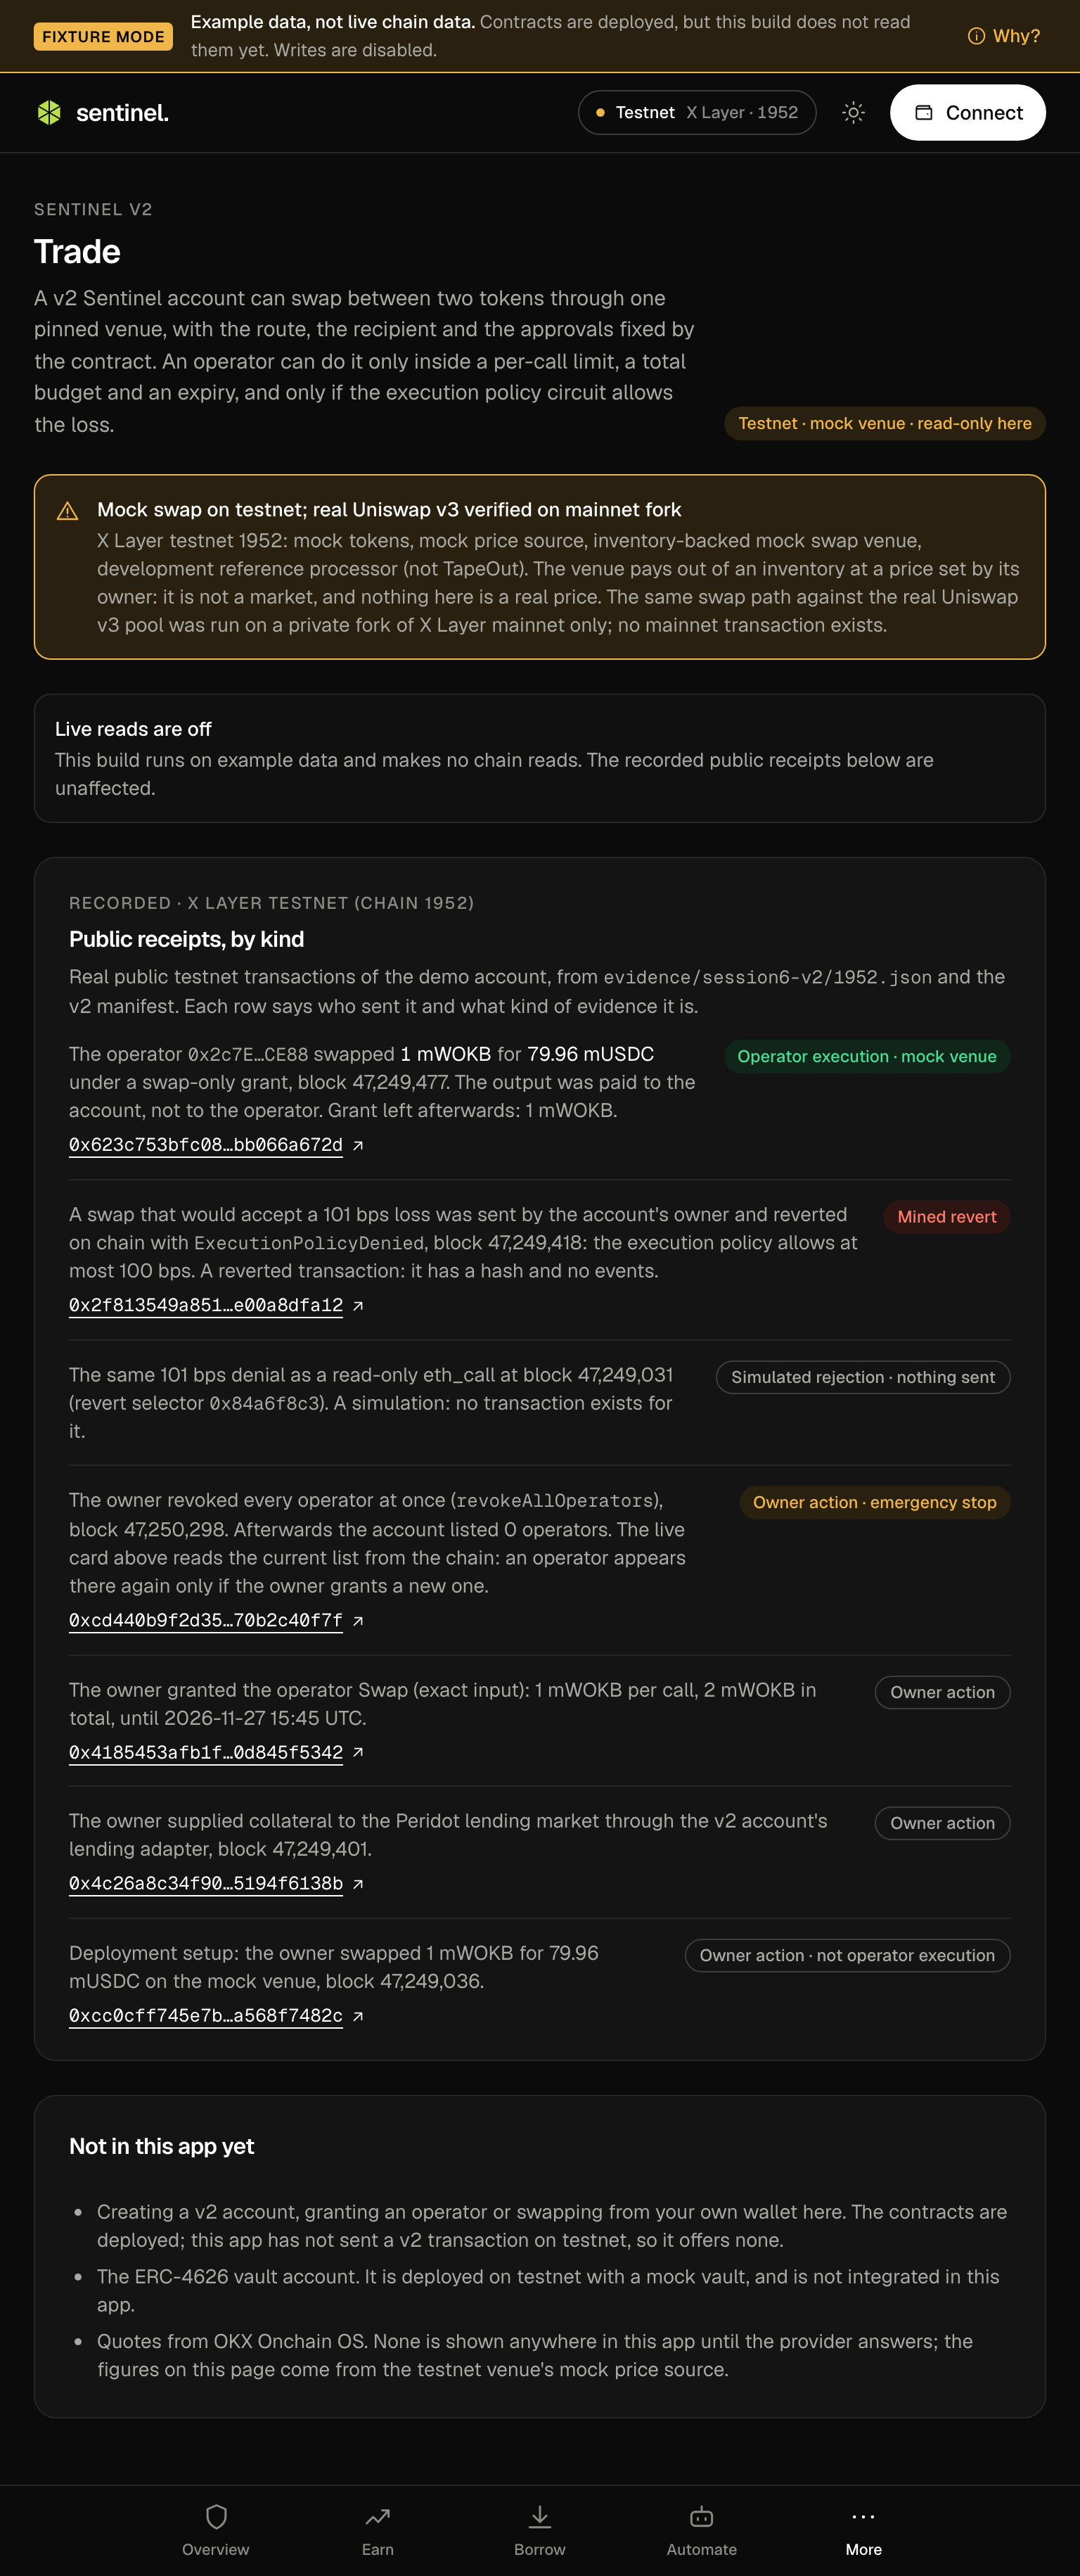 FIXTURE MODE
Example data, not live chain data. Contracts are deployed, but this build does not read
them yet. Writes are disabled.
Why?
sentinel.
Testnet X Layer · 1952
Connect
SENTINEL V2
Trade
A v2 Sentinel account can swap between two tokens through one
pinned venue, with the route, the recipient and the approvals fixed by
the contract. An operator can do it only inside a per-call limit, a total
budget and an expiry, and only if the execution policy circuit allows
the loss.
Testnet · mock venue · read-only here
Mock swap on testnet; real Uniswap v3 verified on mainnet fork
X Layer testnet 1952: mock tokens, mock price source, inventory-backed mock swap venue,
development reference processor (not TapeOut). The venue pays out of an inventory at a price set by its
owner: it is not a market, and nothing here is a real price. The same swap path against the real Uniswap
v3 pool was run on a private fork of X Layer mainnet only; no mainnet transaction exists.
Live reads are off
This build runs on example data and makes no chain reads. The recorded public receipts below are
unaffected.
RECORDED · X LAYER TESTNET (CHAIN 1952)
Public receipts, by kind
Real public testnet transactions of the demo account, from evidence/session6-v2/1952.json and the
v2 manifest. Each row says who sent it and what kind of evidence it is.
The operator 0x2c7E…CE88 swapped 1 mWOKB for 79.96 mUSDC
under a swap-only grant, block 47,249,477. The output was paid to the
account, not to the operator. Grant left afterwards: 1 mWOKB.
Operator execution · mock venue
0x623c753bfc08…bb066a672d ↗
A swap that would accept a 101 bps loss was sent by the account's owner and reverted
on chain with ExecutionPolicyDenied, block 47,249,418: the execution policy allows at
most 100 bps. A reverted transaction: it has a hash and no events.
Mined revert
0x2f813549a851…e00a8dfa12 ↗
The same 101 bps denial as a read-only eth_call at block 47,249,031
(revert selector 0x84a6f8c3). A simulation: no transaction exists for
it.
Simulated rejection · nothing sent
The owner revoked every operator at once (revokeAllOperators),
block 47,250,298. Afterwards the account listed 0 operators. The live
card above reads the current list from the chain: an operator appears
there again only if the owner grants a new one.
Owner action · emergency stop
0xcd440b9f2d35…70b2c40f7f ↗
The owner granted the operator Swap (exact input): 1 mWOKB per call, 2 mWOKB in
total, until 2026-11-27 15:45 UTC.
Owner action
0x4185453afb1f…0d845f5342 ↗
The owner supplied collateral to the Peridot lending market through the v2 account's
lending adapter, block 47,249,401.
Owner action
0x4c26a8c34f90…5194f6138b ↗
Deployment setup: the owner swapped 1 mWOKB for 79.96
mUSDC on the mock venue, block 47,249,036.
Owner action · not operator execution
0xcc0cff745e7b…a568f7482c ↗
Not in this app yet
• Creating a v2 account, granting an operator or swapping from your own wallet here. The contracts are
deployed; this app has not sent a v2 transaction on testnet, so it offers none.
• The ERC-4626 vault account. It is deployed on testnet with a mock vault, and is not integrated in this
app.
• Quotes from OKX Onchain OS. None is shown anywhere in this app until the provider answers; the
figures on this page come from the testnet venue's mock price source.
Overview
Earn
Borrow
Automate
More